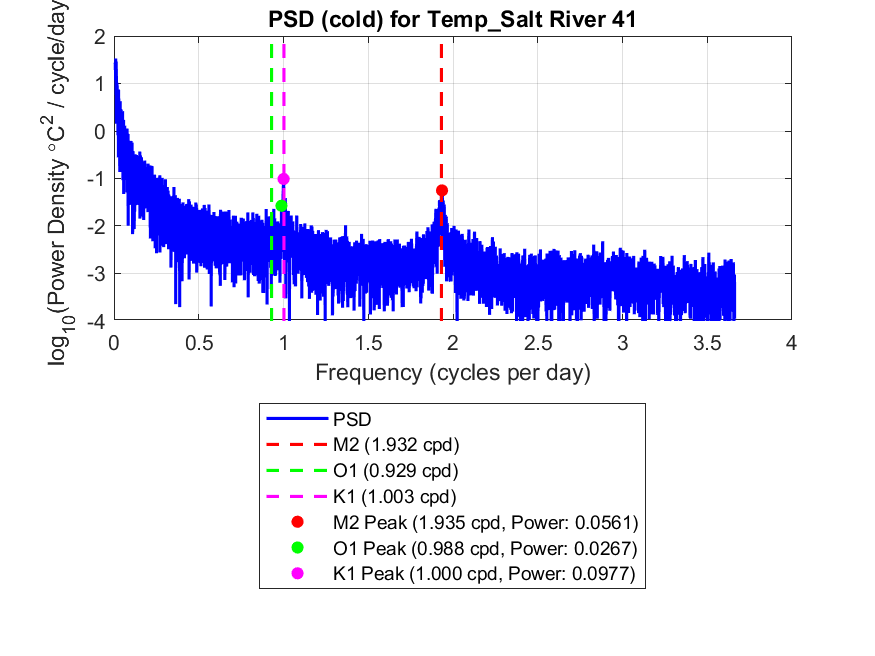 PSD (cold) for Temp_Salt River 41
log10(Power Density °C2 / cycle/day
2
1
0
-1
-2
-3
-4
0 0.5 1 1.5 2 2.5 3 3.5 4
Frequency (cycles per day)
PSD
M2 (1.932 cpd)
O1 (0.929 cpd)
K1 (1.003 cpd)
M2 Peak (1.935 cpd, Power: 0.0561)
O1 Peak (0.988 cpd, Power: 0.0267)
K1 Peak (1.000 cpd, Power: 0.0977)